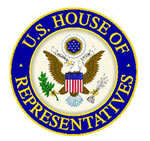 U.S. HOUSE OF
REPRESENTATIVES